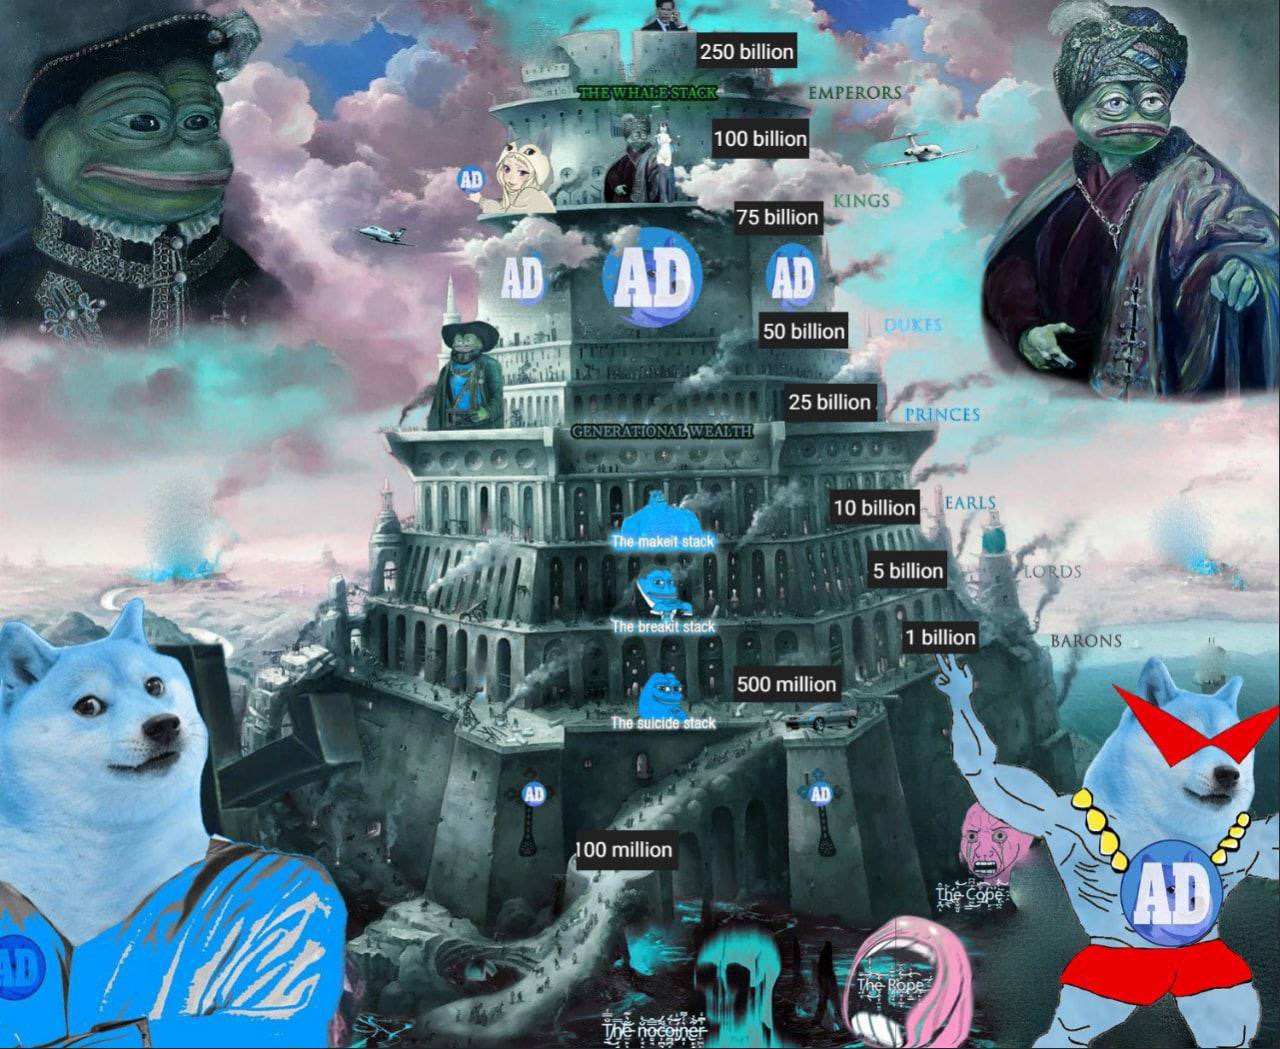 250 billion
THE WHALE STACK
EMPERORS
100 billion
AD
KINGS
75 billion
AD
AD
AD
50 billion
DUKES
25 billion
PRINCES
GENERATIONAL WEALTH
10 billion
EARLS
The makeit stack
5 billion
LORDS
The breakit stack
1 billion
BARONS
500 million
The suicide stack
AD
AD
100 million
The Cope
AD
AD
The Rope
The nocoiner